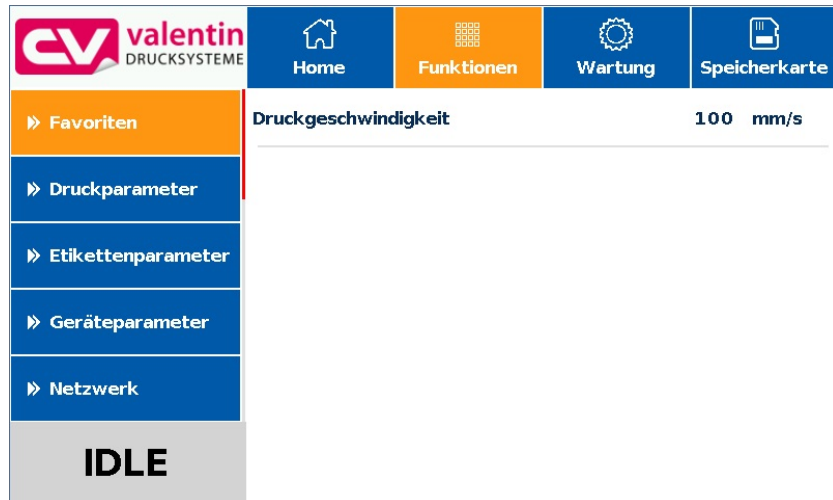 CV valentin
DRUCKSYSTEME
Home
Funktionen
Wartung
Speicherkarte
Favoriten
Druckparameter
Etikettenparameter
Geräteparameter
Netzwerk
IDLE
Druckgeschwindigkeit 100 mm/s